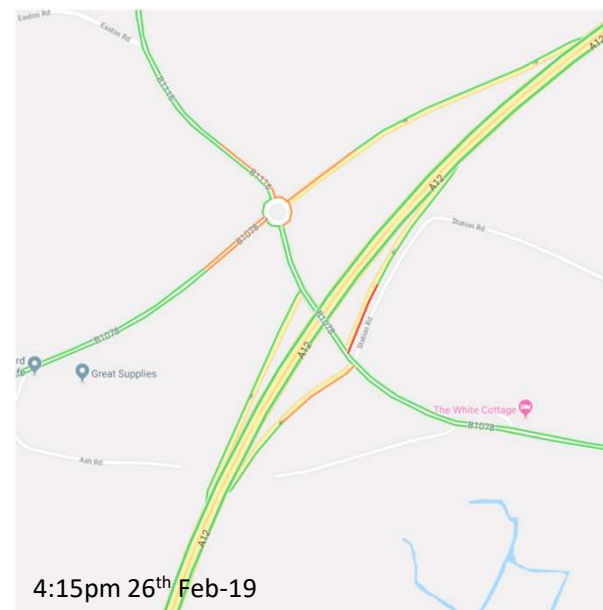 Easton Rd
Easton Rd
A12
B1116
A12
B1116
Station Rd
B1078
B1078
B1078
A12
Station Rd
rd
Great Supplies
The White Cottage
B1078
Ash Rd
A12
4:15pm 26th Feb-19